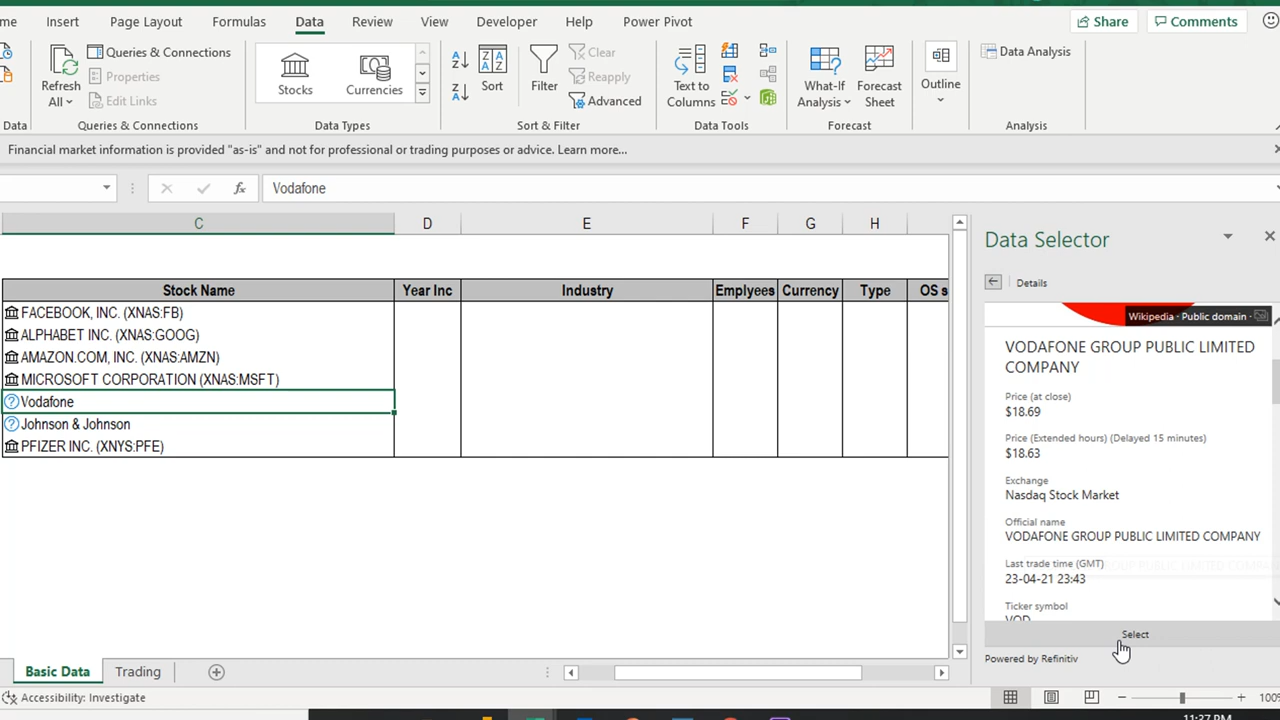 me Insert Page Layout Formulas Data Review View Developer Help Power Pivot Share Comments
Refresh All
Queries & Connections
Properties
Edit Links
Stocks Currencies
Sort
Filter
Clear
Reapply
Advanced
Text to Columns
What-If Analysis
Forecast Sheet
Outline
Data Analysis
Data Queries & Connections Data Types Sort & Filter Data Tools Forecast Analysis
Financial market information is provided "as-is" and not for professional or trading purposes or advice. Learn more...
fx Vodafone
C D E F G H
Stock Name Year Inc Industry Emplyees Currency Type OS s
FACEBOOK, INC. (XNAS:FB)
ALPHABET INC. (XNAS:GOOG)
AMAZON.COM, INC. (XNAS:AMZN)
MICROSOFT CORPORATION (XNAS:MSFT)
Vodafone
Johnson & Johnson
PFIZER INC. (XNYS:PFE)
Data Selector
Details
Wikipedia - Public domain -
VODAFONE GROUP PUBLIC LIMITED
COMPANY
Price (at close)
$18.69
Price (Extended hours) (Delayed 15 minutes)
$18.63
Exchange
Nasdaq Stock Market
Official name
VODAFONE GROUP PUBLIC LIMITED COMPANY
Last trade time (GMT)
23-04-21 23:43
Ticker symbol
VOD
Select
Powered by Refinitiv
Basic Data Trading
Accessibility: Investigate
100%
11:37 PM